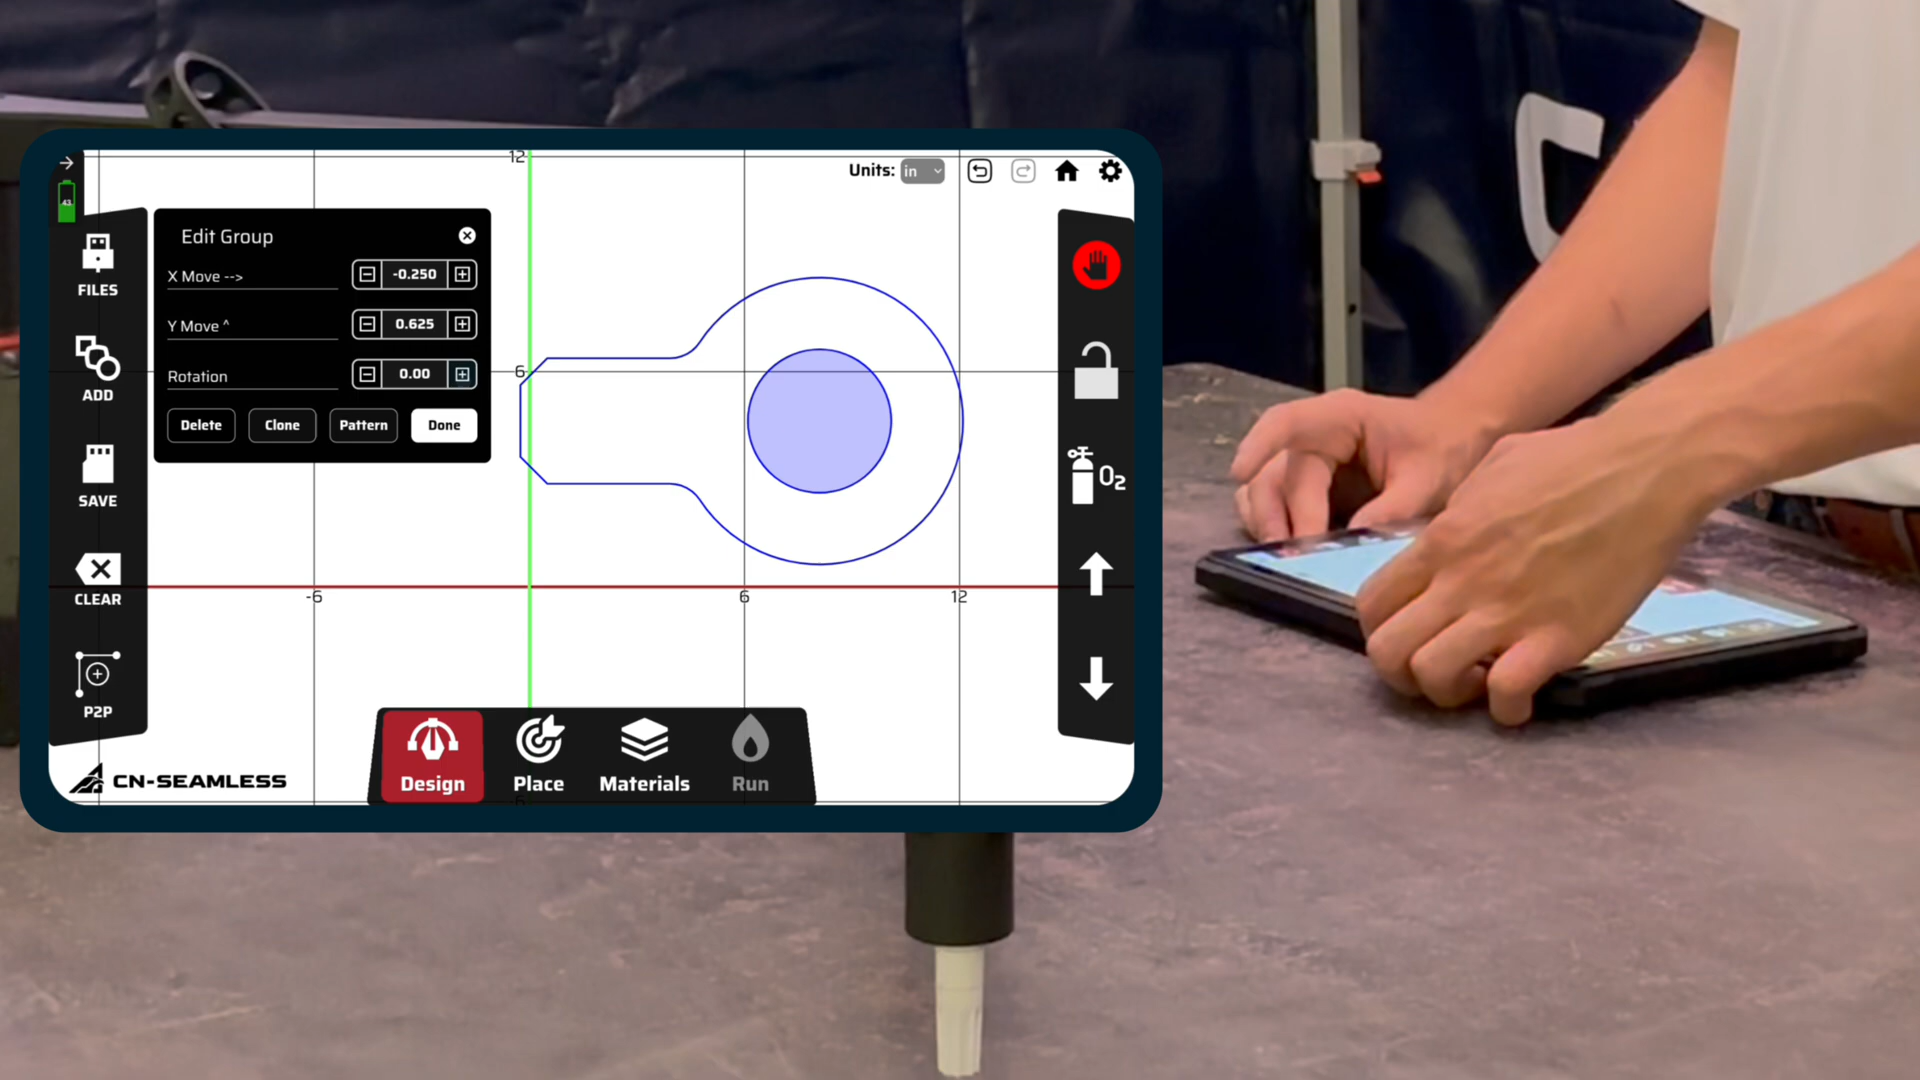 12
Units: in
43
Edit Group
X Move --> -0.250
FILES
Y Move ^ 0.625
6
Rotation 0.00
ADD
Delete Clone Pattern Done
O2
SAVE
CLEAR
-6 6 12
P2P
CN-SEAMLESS
Design Place Materials Run